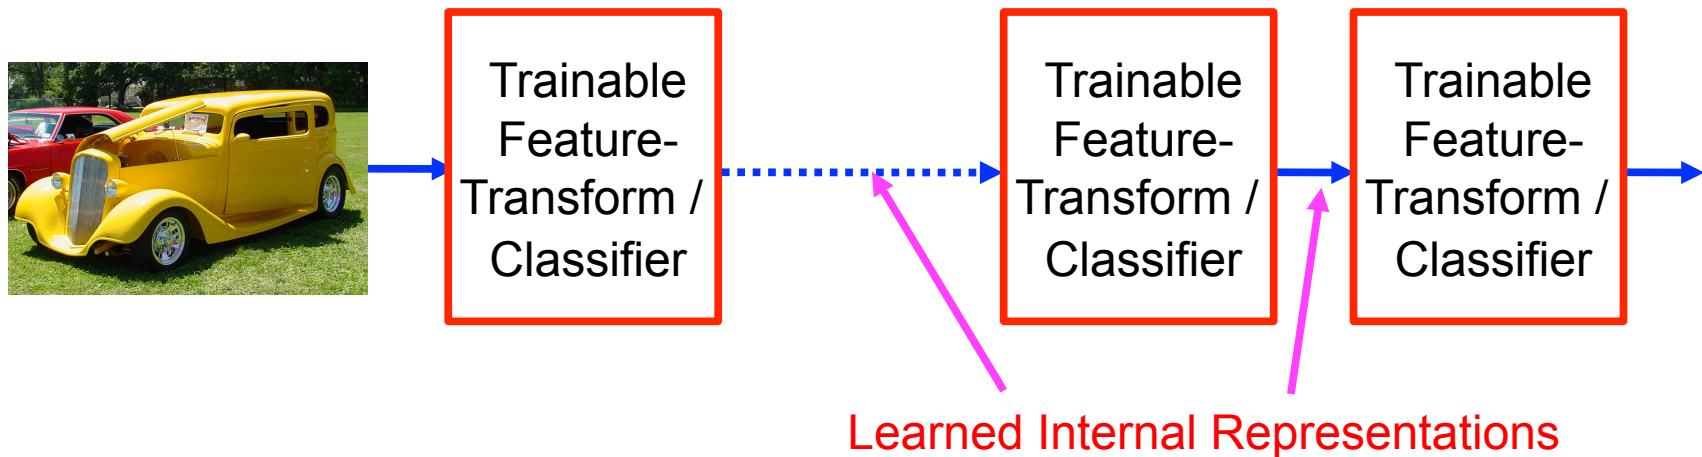 Trainable
Feature-
Transform /
Classifier
Trainable
Feature-
Transform /
Classifier
Trainable
Feature-
Transform /
Classifier
Learned Internal Representations